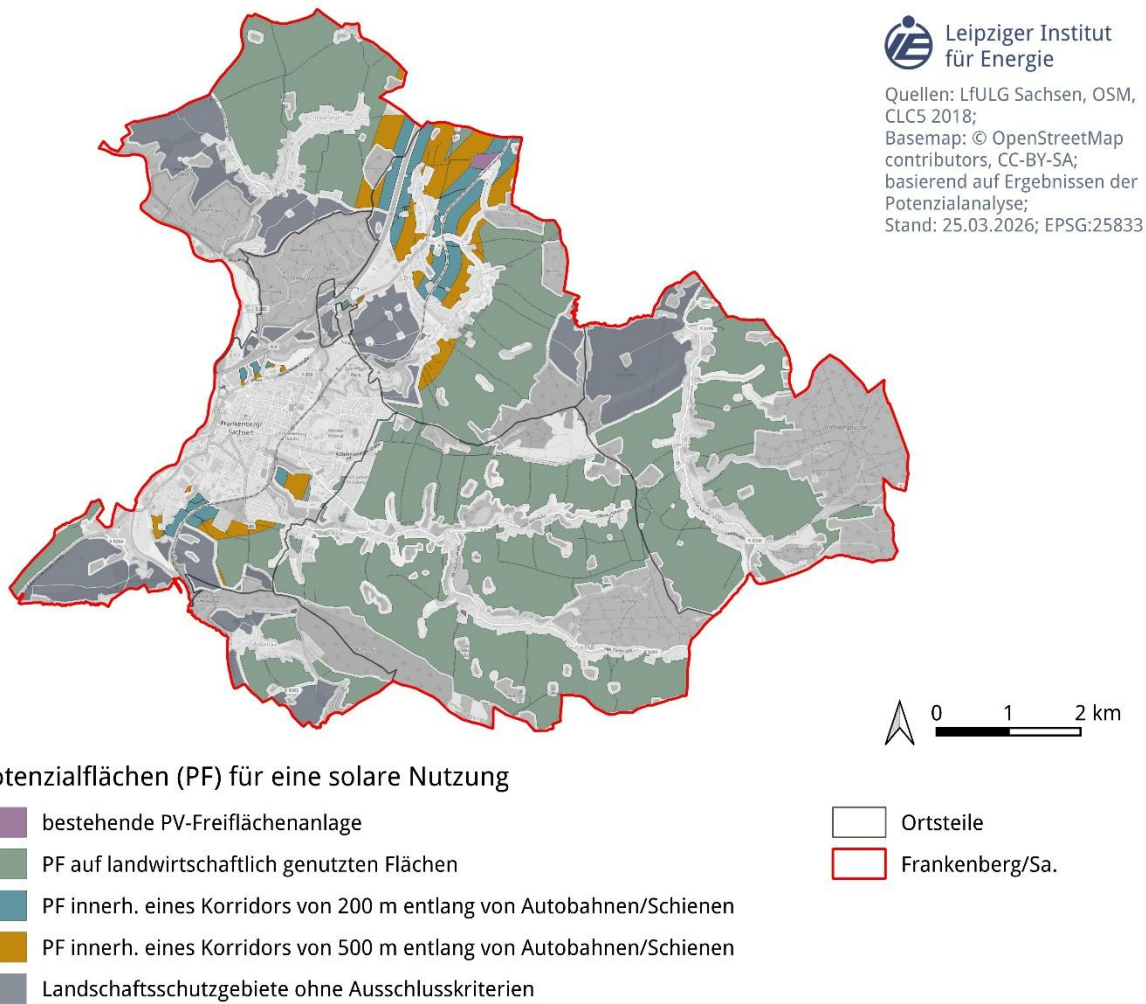 Leipziger Institut
für Energie
Quellen: LfULG Sachsen, OSM,
CLC5 2018;
Basemap: © OpenStreetMap
contributors, CC-BY-SA;
basierend auf Ergebnissen der
Potenzialanalyse;
Stand: 25.03.2026; EPSG:25833
Frankenberg/
Sachsen
0 1 2 km
otenzialflächen (PF) für eine solare Nutzung
bestehende PV-Freiflächenanlage
PF auf landwirtschaftlich genutzten Flächen
PF innerh. eines Korridors von 200 m entlang von Autobahnen/Schienen
PF innerh. eines Korridors von 500 m entlang von Autobahnen/Schienen
Landschaftsschutzgebiete ohne Ausschlusskriterien
Ortsteile
Frankenberg/Sa.